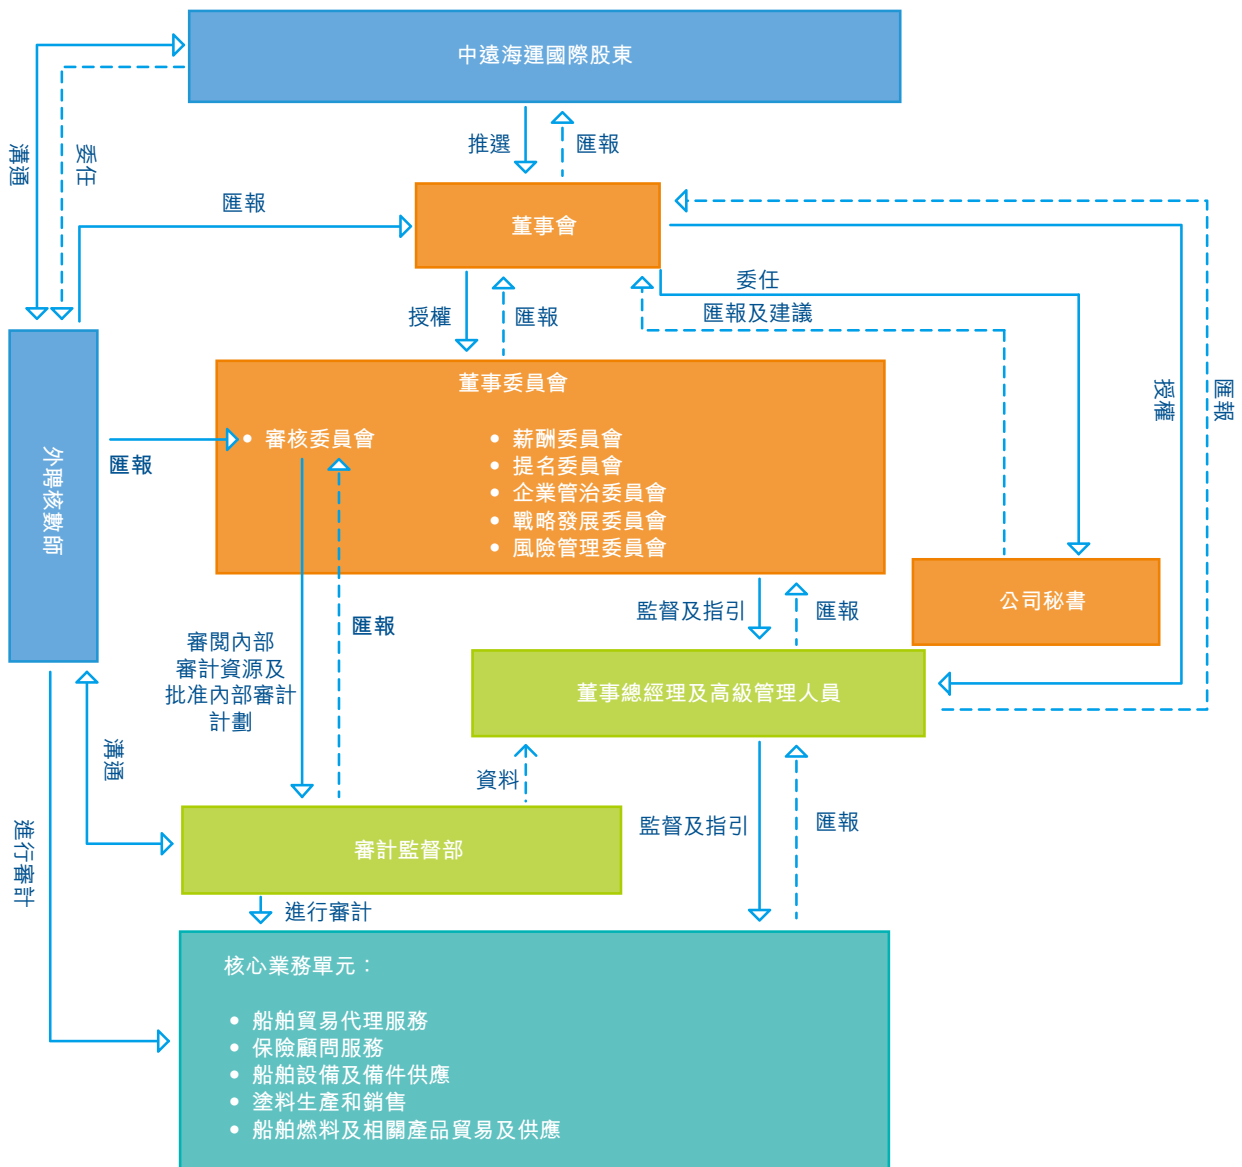 中遠海運國際股東
溝通
委任
推選
匯報
匯報
董事會
委任
匯報及建議
授權
匯報
授權
匯報
董事委員會
• 審核委員會
• 薪酬委員會
• 提名委員會
• 企業管治委員會
• 戰略發展委員會
• 風險管理委員會
匯報
外聘核數師
公司秘書
監督及指引
匯報
匯報
審閱內部
審計資源及
批准內部審計
計劃
董事總經理及高級管理人員
溝通
資料
監督及指引
匯報
進行審計
審計監督部
進行審計
核心業務單元：
• 船舶貿易代理服務
• 保險顧問服務
• 船舶設備及備件供應
• 塗料生產和銷售
• 船舶燃料及相關產品貿易及供應